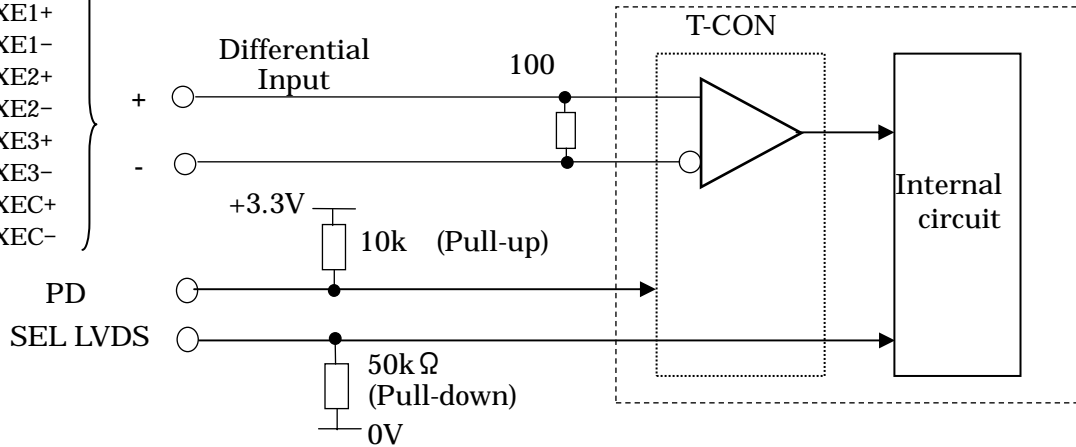 XE1+
XE1−
XE2+
XE2−
XE3+
XE3−
XEC+
XEC−
T-CON
Differential
Input
100
+
-
+3.3V
10k (Pull-up)
Internal
circuit
PD
SEL LVDS
50kΩ
(Pull-down)
0V